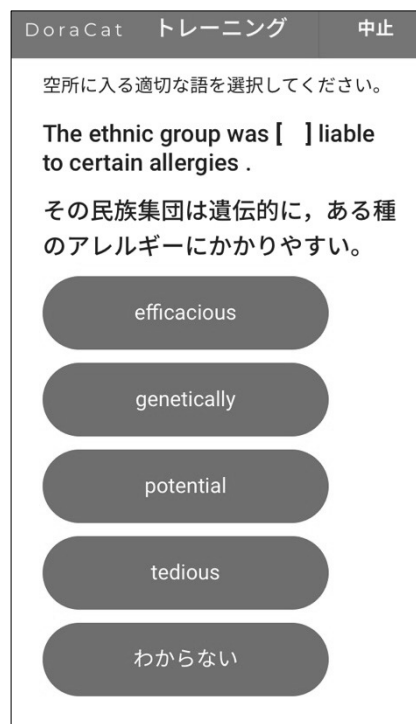 DoraCat トレーニング 中止
空所に入る適切な語を選択してください。
The ethnic group was [ ] liable
to certain allergies .
その民族集団は遺伝的に，ある種
のアレルギーにかかりやすい。
efficacious
genetically
potential
tedious
わからない